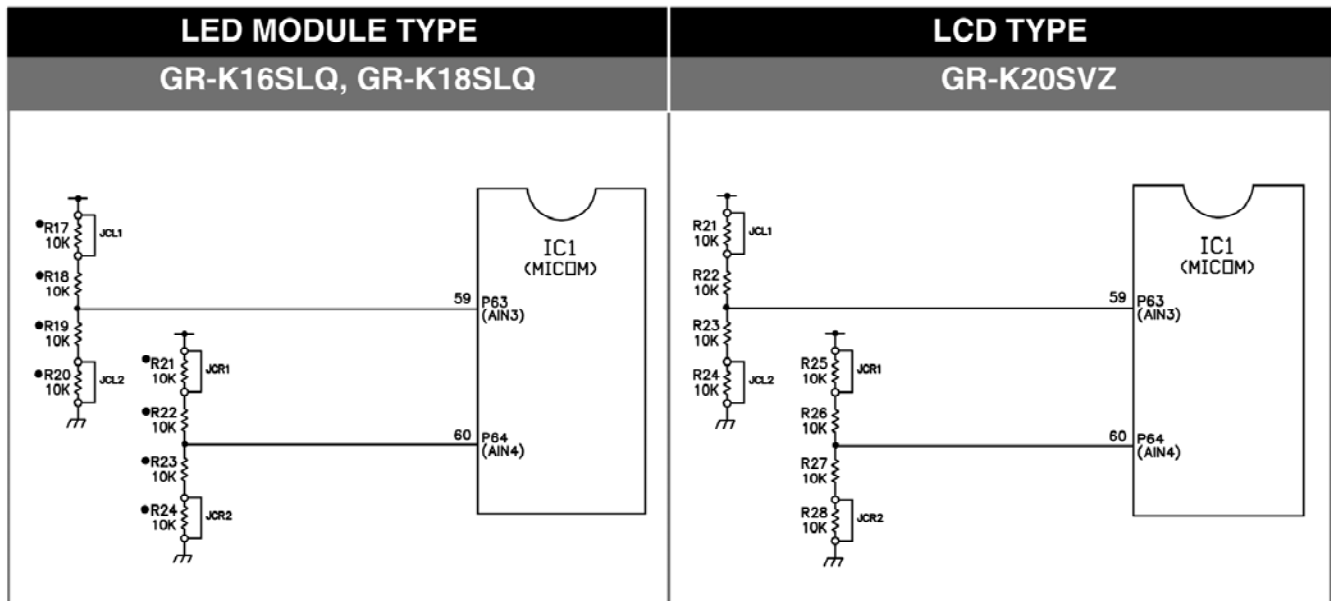 LED MODULE TYPE
GR-K16SLQ, GR-K18SLQ
●R17
10K
JCL1
●R18
10K
●R19
10K
●R20
10K
JCL2
●R21
10K
JCR1
●R22
10K
●R23
10K
●R24
10K
JCR2
IC1
(MICOM)
59
P63
(AIN3)
60
P64
(AIN4)
LCD TYPE
GR-K20SVZ
R21
10K
JCL1
R22
10K
R23
10K
R24
10K
JCL2
R25
10K
JCR1
R26
10K
R27
10K
R28
10K
JCR2
IC1
(MICOM)
59
P63
(AIN3)
60
P64
(AIN4)